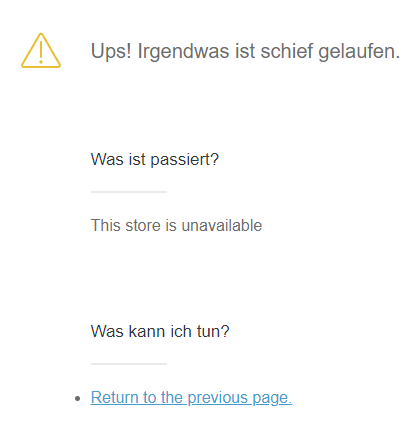 Ups! Irgendwas ist schief gelaufen.
Was ist passiert?
This store is unavailable
Was kann ich tun?
Return to the previous page.